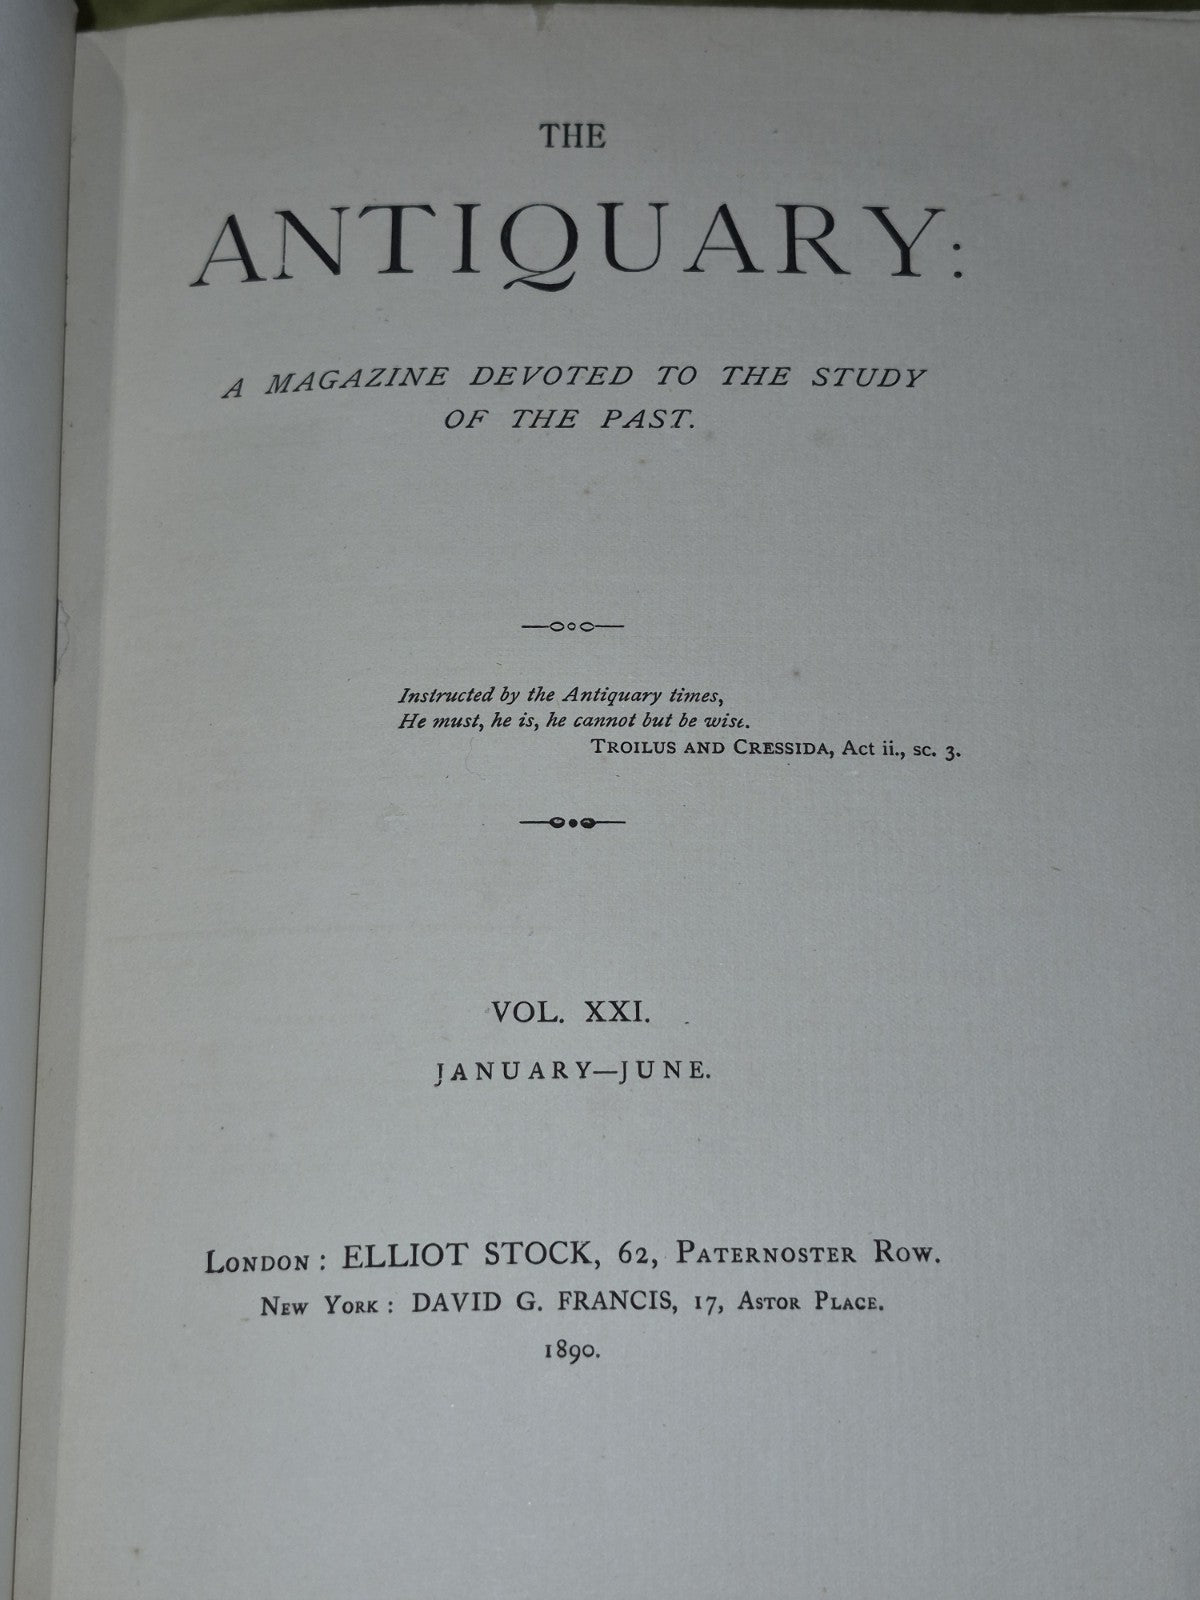 THE
ANTIQUARY:
A MAGAZINE DEVOTED TO THE STUDY
OF THE PAST.
Instructed by the Antiquary times,
He must, he is, he cannot but be wise.
TROILUS AND CRESSIDA, Act ii., sc. 3.
VOL. XXI.
JANUARY—JUNE.
LONDON: ELLIOT STOCK, 62, PATERNOSTER ROW.
NEW YORK: DAVID G. FRANCIS, 17, ASTOR PLACE.
1890.